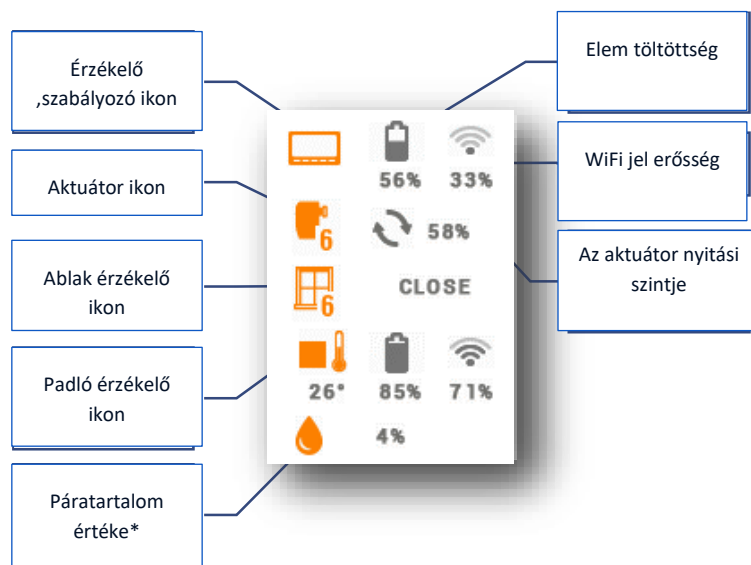 Érzékelő
,szabályozó ikon
Aktuátor ikon
Ablak érzékelő
ikon
Padló érzékelő
ikon
Páratartalom
értéke*
56% 33%
6
58%
6
CLOSE
26° 85% 71%
4%
Elem töltöttség
WiFi jel erősség
Az aktuátor nyitási
szintje